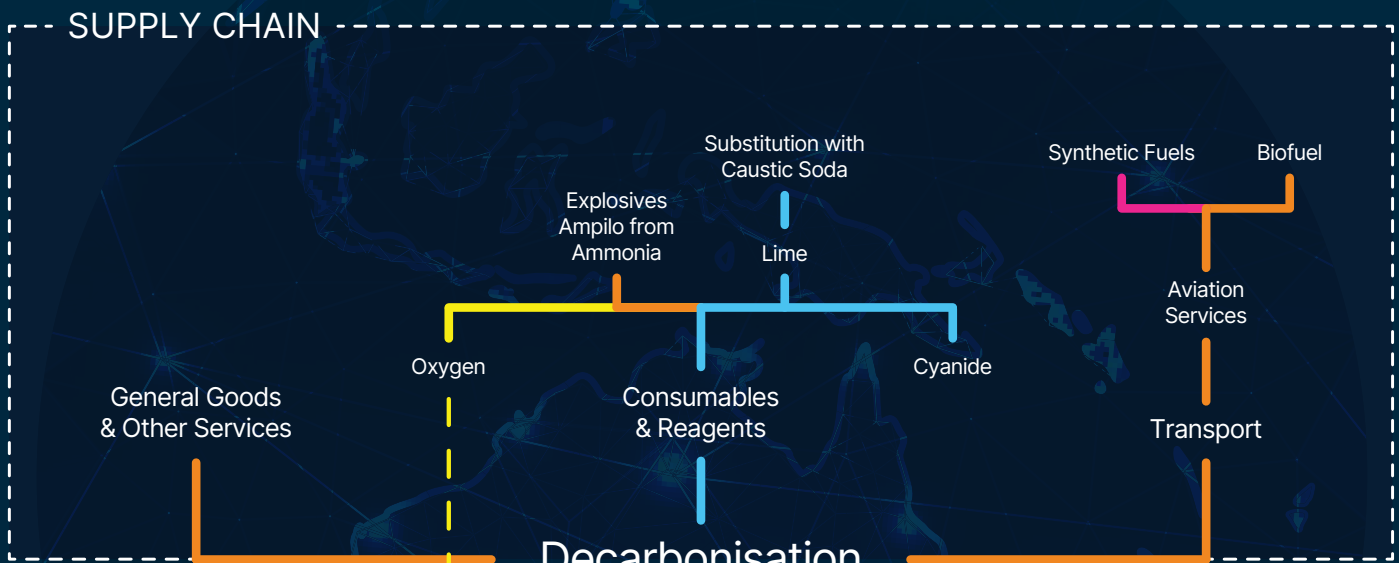 SUPPLY CHAIN
Substitution with
Caustic Soda
Synthetic Fuels
Biofuel
Explosives
Ampilo from
Ammonia
Lime
Aviation
Services
Oxygen
Cyanide
General Goods
& Other Services
Consumables
& Reagents
Transport
Decarbonisation